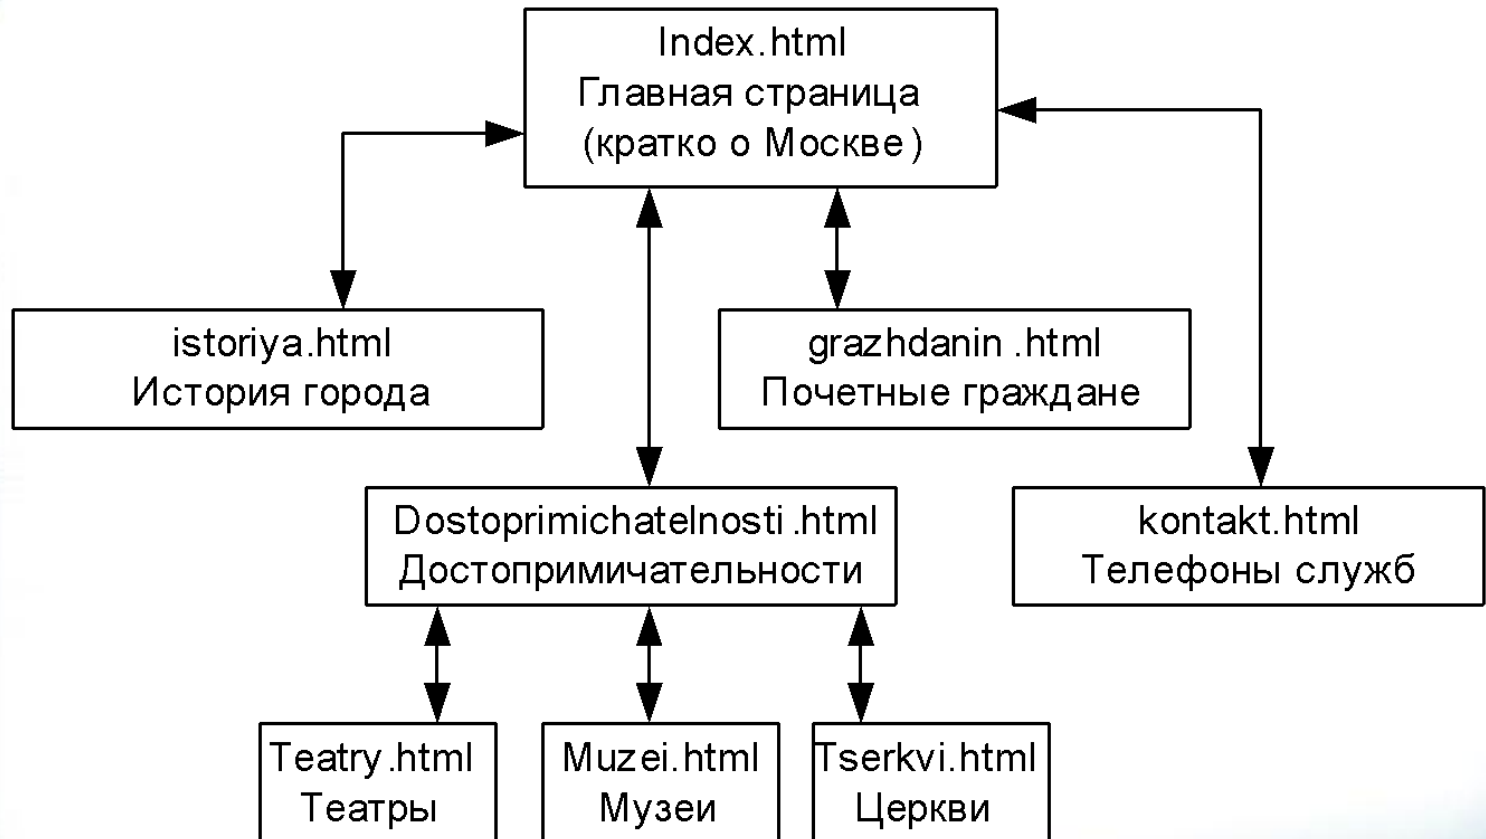 Index.html
Главная страница
(кратко о Москве)
istoriya.html
История города
grazhdanin .html
Почетные граждане
Dostoprimichatelnosti .html
Достопримичательности
kontakt.html
Телефоны служб
Teatry.html
Театры
Muzei.html
Музеи
Tserkvi.html
Церкви